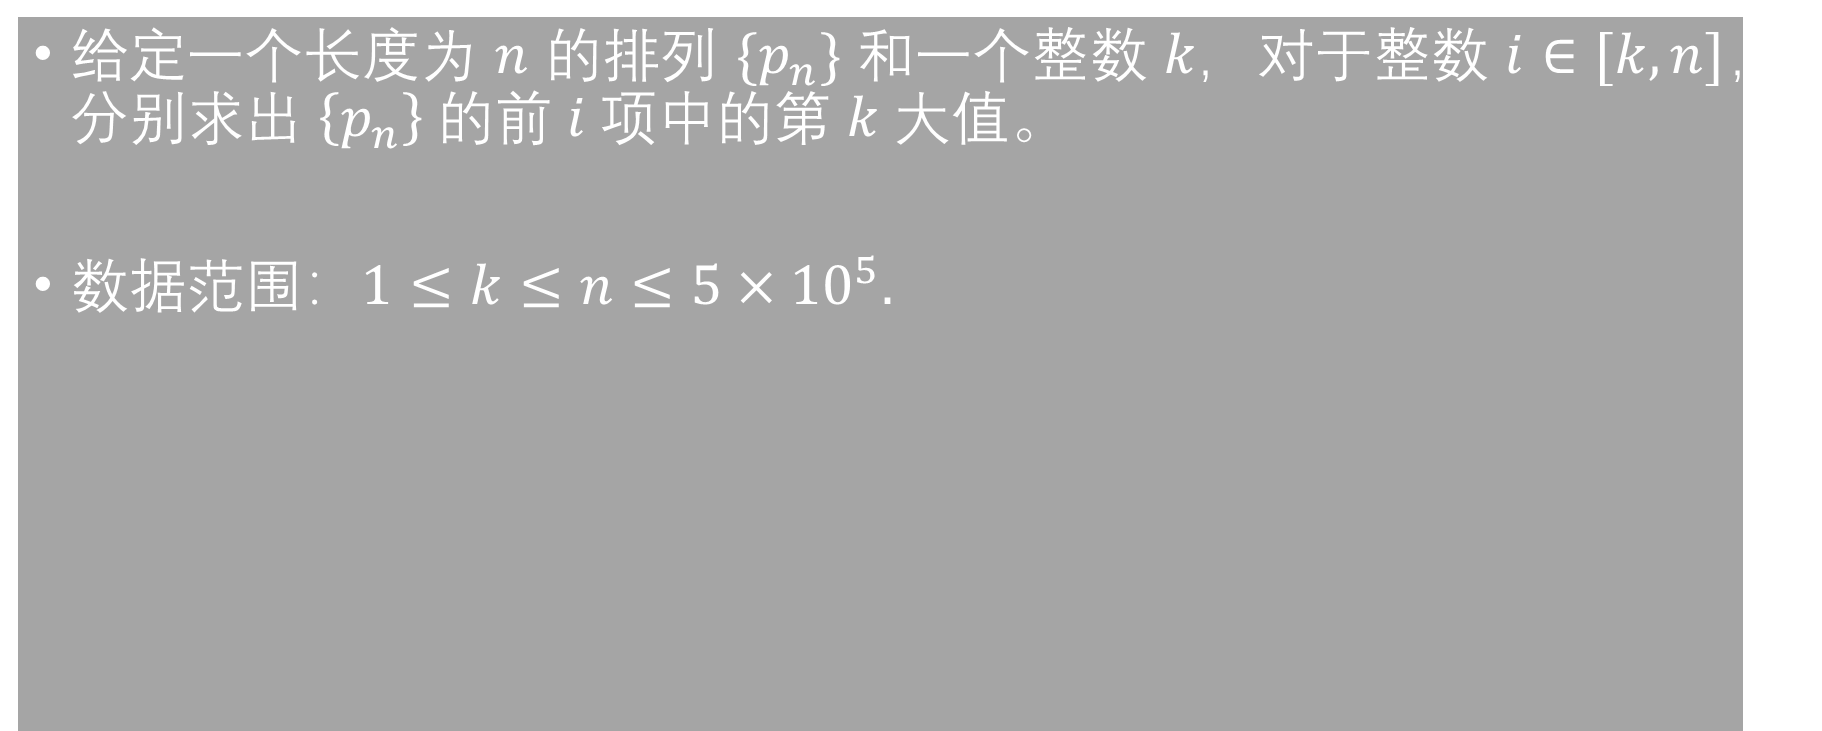 • 给定一个长度为 n 的排列 {pₙ} 和一个整数 k， 对于整数 i ∈ [k, n]，
分别求出 {pₙ} 的前 i 项中的第 k 大值。
• 数据范围： 1 ≤ k ≤ n ≤ 5 × 10⁵.